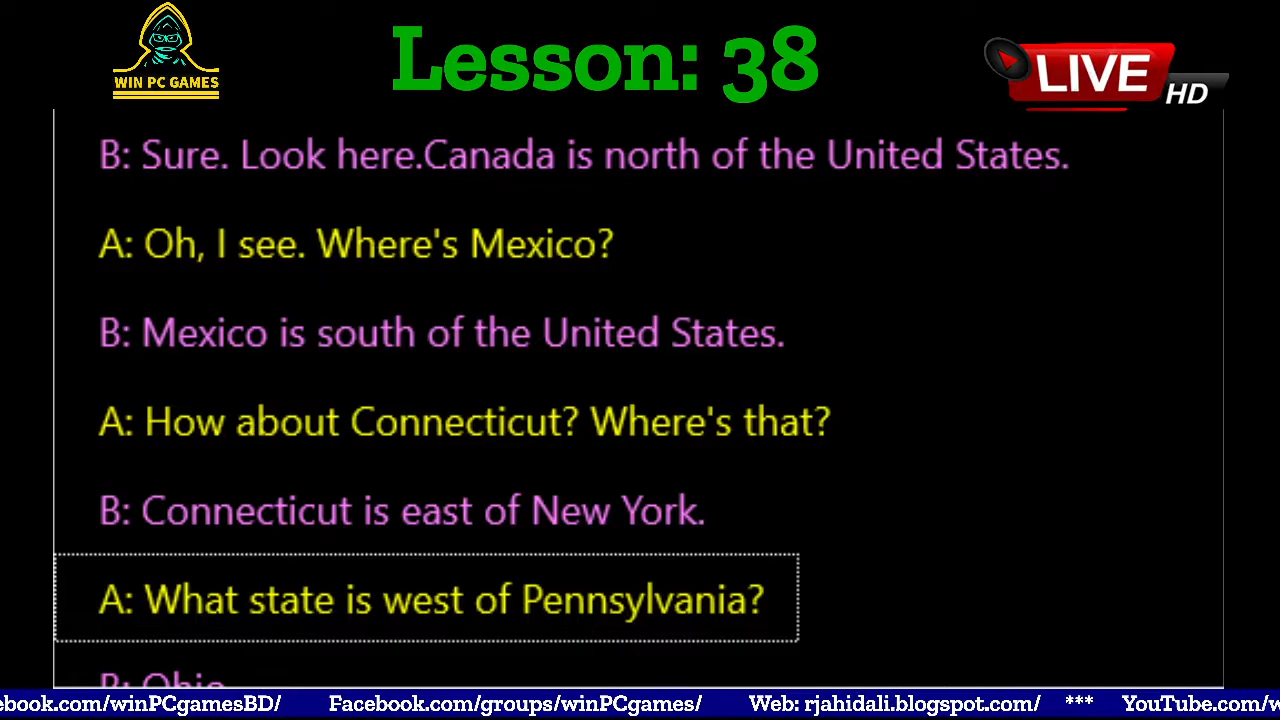 WIN PC GAMES
Lesson: 38
LIVE
HD
B: Sure. Look here.Canada is north of the United States.
A: Oh, I see. Where's Mexico?
B: Mexico is south of the United States.
A: How about Connecticut? Where's that?
B: Connecticut is east of New York.
A: What state is west of Pennsylvania?
B: Ohio
ebook.com/winPCgamesBD/ Facebook.com/groups/winPCgames/ Web: rjahidali.blogspot.com/ *** YouTube.com/w